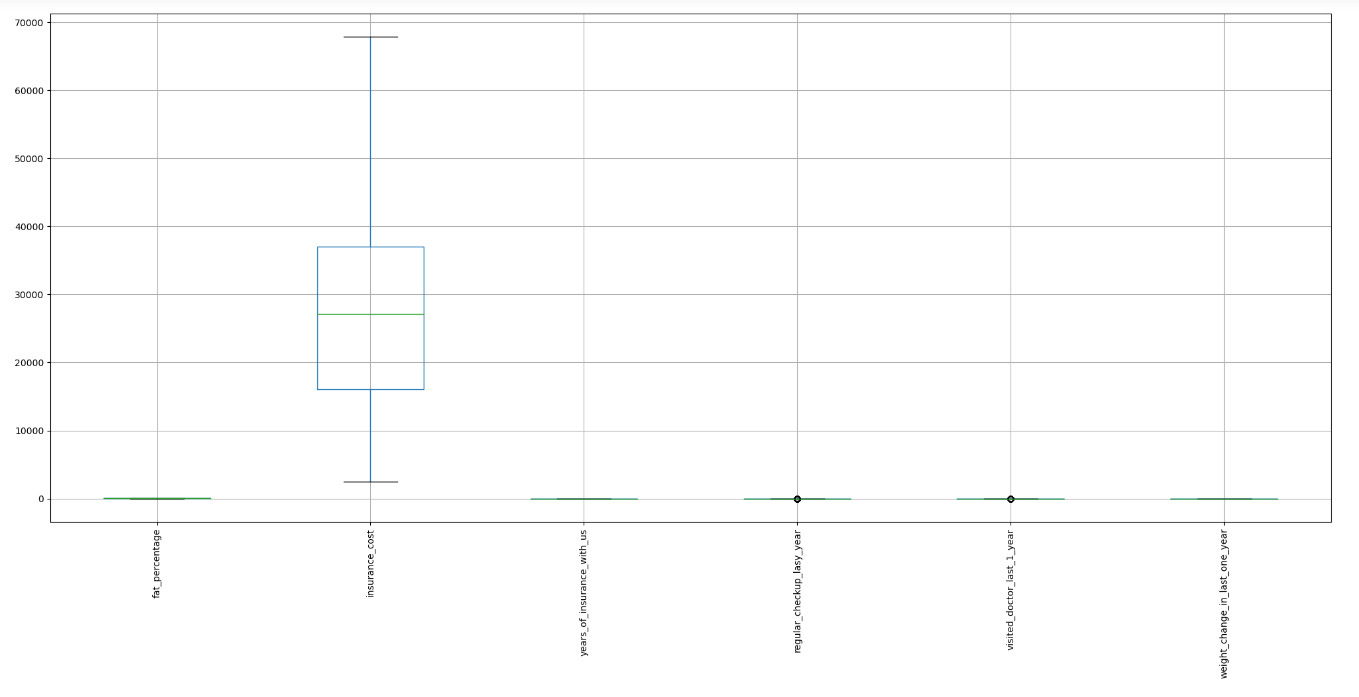 70000
60000
50000
40000
30000
20000
10000
0
fat_percentage
insurance_cost
years_of_insurance_with_us
regular_checkup_lasy_year
visited_doctor_last_1_year
weight_change_in_last_one_year